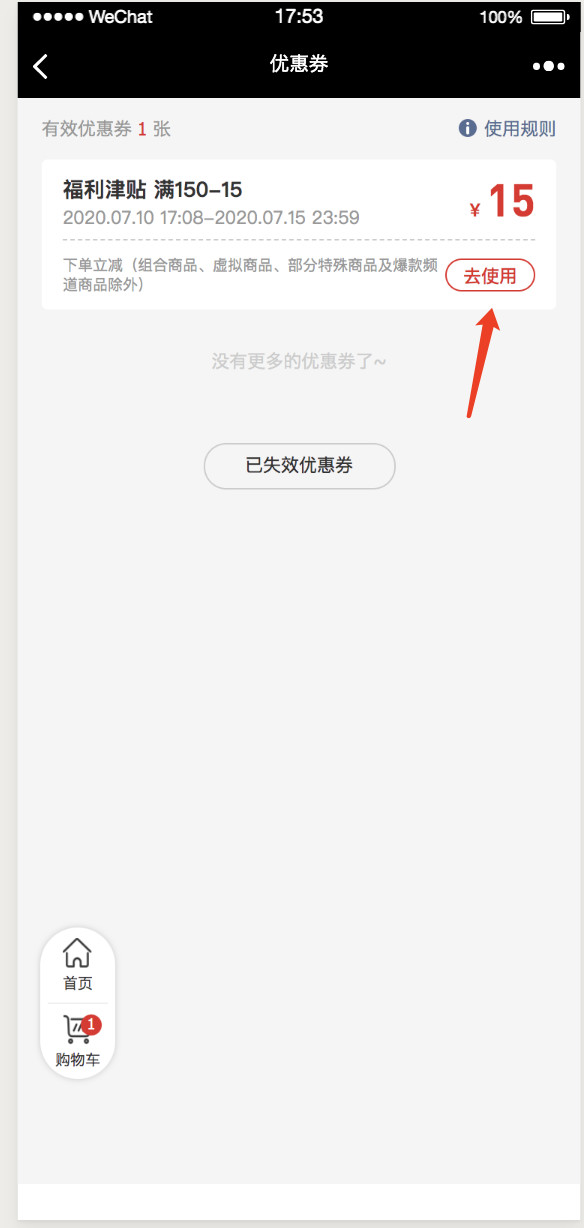 WeChat 17:53 100%
优惠券
有效优惠券 1 张 使用规则
福利津贴 满150-15
¥ 15
2020.07.10 17:08-2020.07.15 23:59
下单立减（组合商品、虚拟商品、部分特殊商品及爆款频
道商品除外）
去使用
没有更多的优惠券了~
已失效优惠券
首页
1
购物车